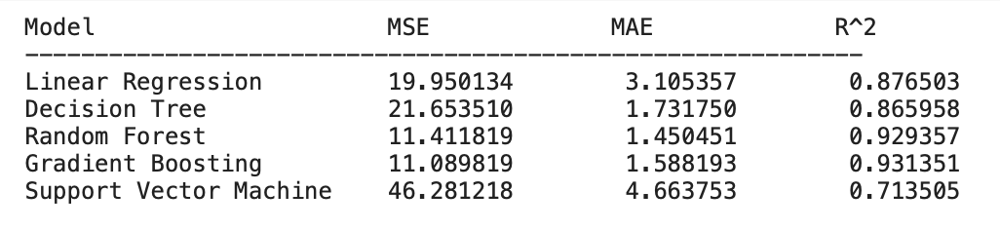 Model MSE MAE R^2
------------------------------------------------------------
Linear Regression 19.950134 3.105357 0.876503
Decision Tree 21.653510 1.731750 0.865958
Random Forest 11.411819 1.450451 0.929357
Gradient Boosting 11.089819 1.588193 0.931351
Support Vector Machine 46.281218 4.663753 0.713505